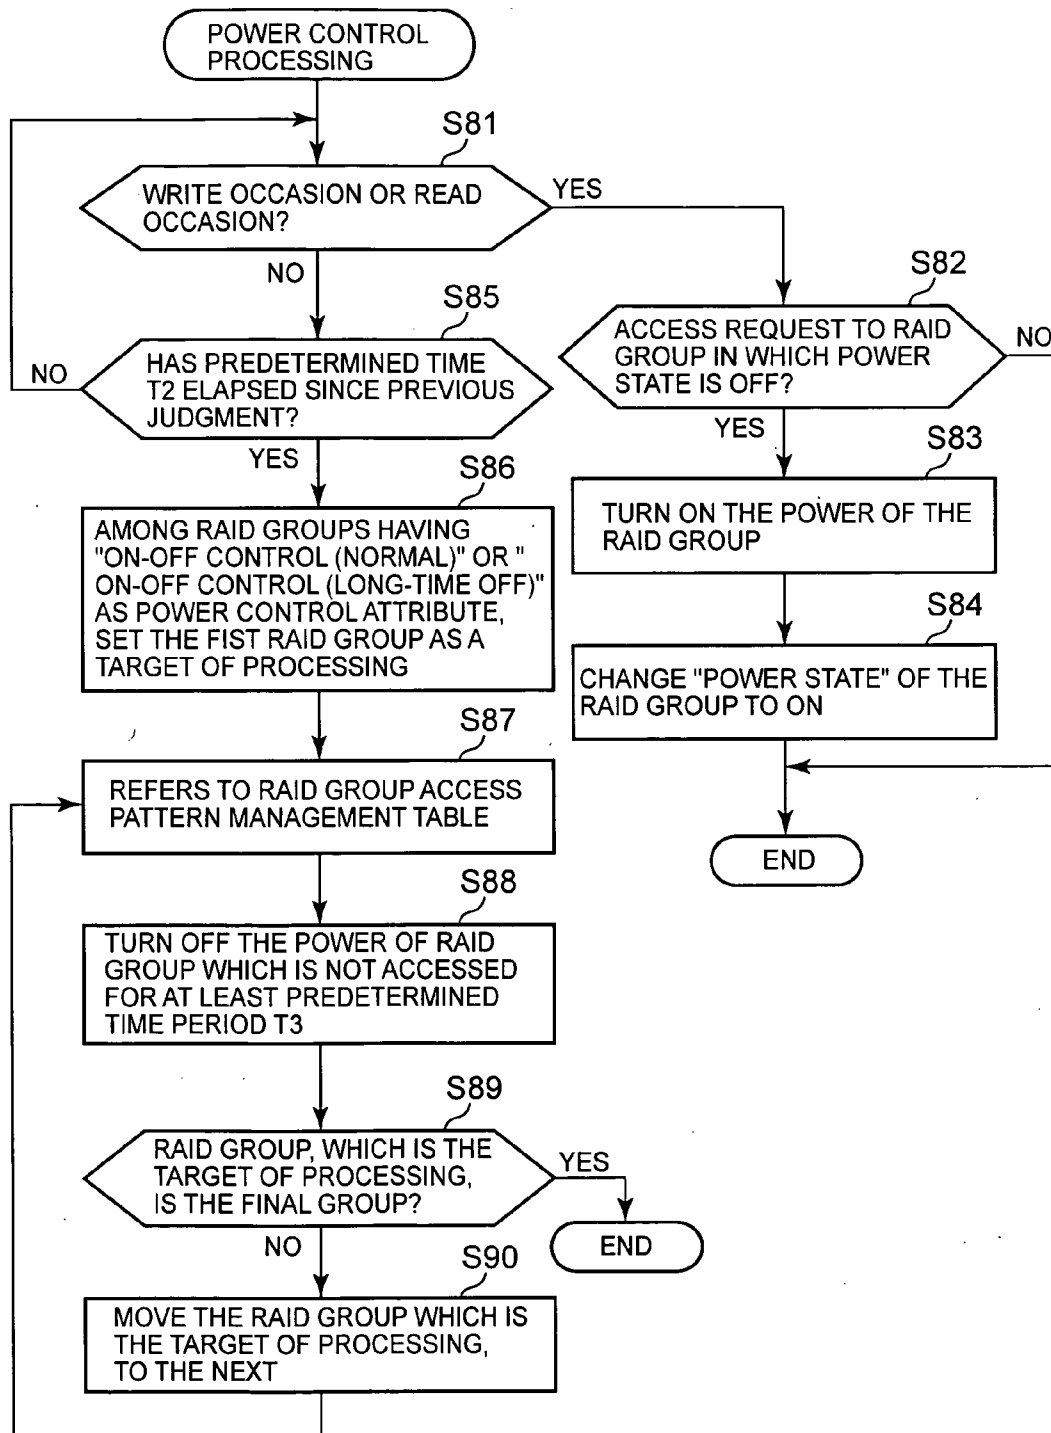 POWER CONTROL
PROCESSING
S81
WRITE OCCASION OR READ
OCCASION?
YES
NO
S82
ACCESS REQUEST TO RAID
GROUP IN WHICH POWER
STATE IS OFF?
NO
YES
S83
TURN ON THE POWER OF THE
RAID GROUP
S84
CHANGE "POWER STATE" OF THE
RAID GROUP TO ON
END
S85
HAS PREDETERMINED TIME
T2 ELAPSED SINCE PREVIOUS
JUDGMENT?
NO
YES
S86
AMONG RAID GROUPS HAVING
"ON-OFF CONTROL (NORMAL)" OR "
ON-OFF CONTROL (LONG-TIME OFF)"
AS POWER CONTROL ATTRIBUTE,
SET THE FIST RAID GROUP AS A
TARGET OF PROCESSING
S87
REFERS TO RAID GROUP ACCESS
PATTERN MANAGEMENT TABLE
S88
TURN OFF THE POWER OF RAID
GROUP WHICH IS NOT ACCESSED
FOR AT LEAST PREDETERMINED
TIME PERIOD T3
S89
RAID GROUP, WHICH IS THE
TARGET OF PROCESSING,
IS THE FINAL GROUP?
YES
END
NO
S90
MOVE THE RAID GROUP WHICH IS
THE TARGET OF PROCESSING,
TO THE NEXT